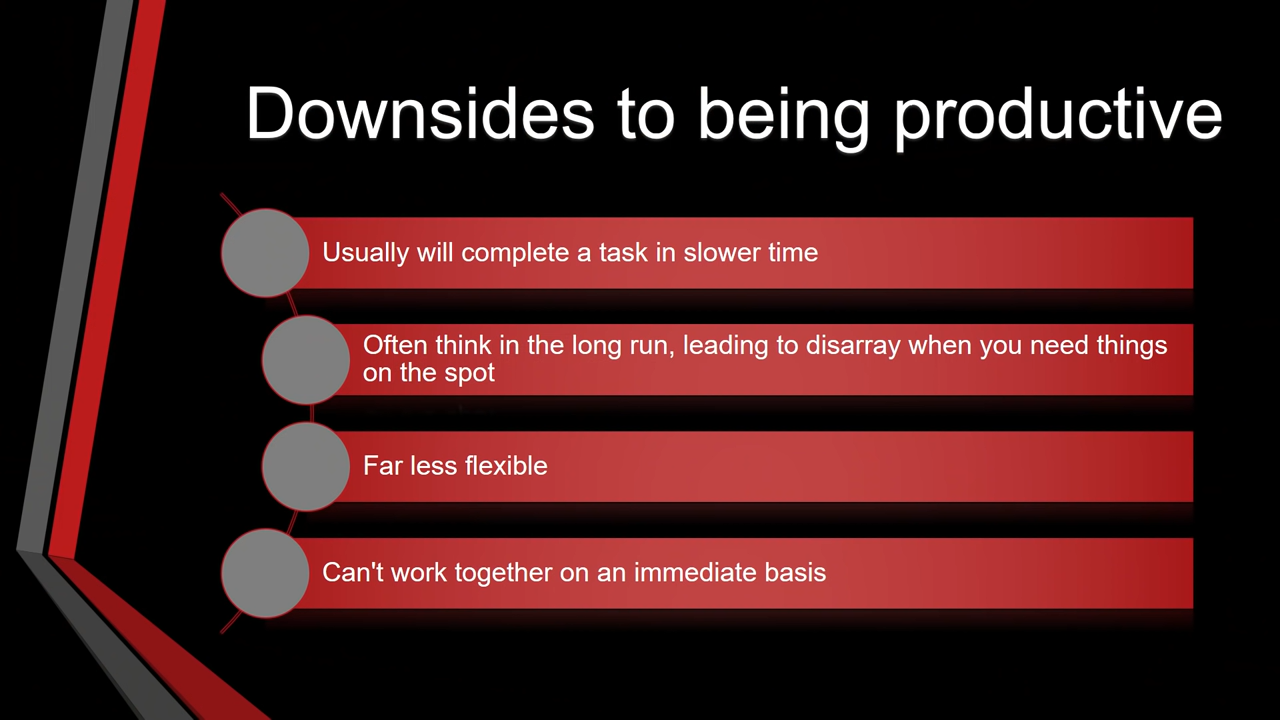 Downsides to being productive
Usually will complete a task in slower time
Often think in the long run, leading to disarray when you need things
on the spot
Far less flexible
Can't work together on an immediate basis